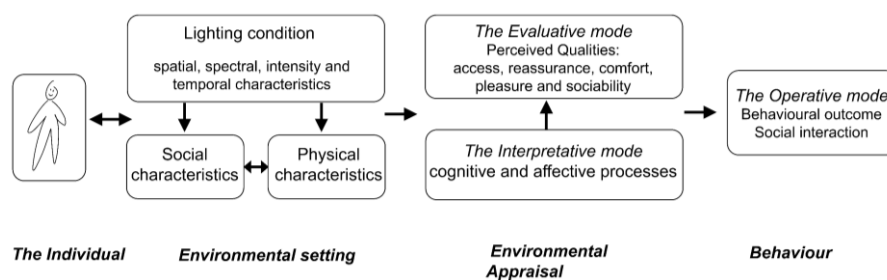 Lighting condition
spatial, spectral, intensity and
temporal characteristics
Social
characteristics
Physical
characteristics
The Evaluative mode
Perceived Qualities:
access, reassurance, comfort,
pleasure and sociability
The Interpretative mode
cognitive and affective processes
The Operative mode
Behavioural outcome
Social interaction
The Individual
Environmental setting
Environmental
Appraisal
Behaviour